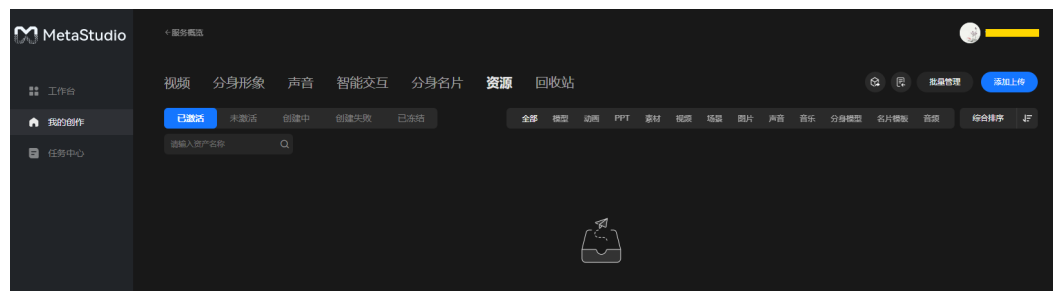 MetaStudio
←服务概览
视频 分身形象 声音 智能交互 分身名片 资源 回收站
批量管理 添加上传
工作台
我的创作
任务中心
已激活 未激活 创建中 创建失败 已冻结
全部 模型 动画 PPT 素材 视频 场景 图片 声音 音乐 分身模型 名片模板 音频 综合排序
请输入资产名称